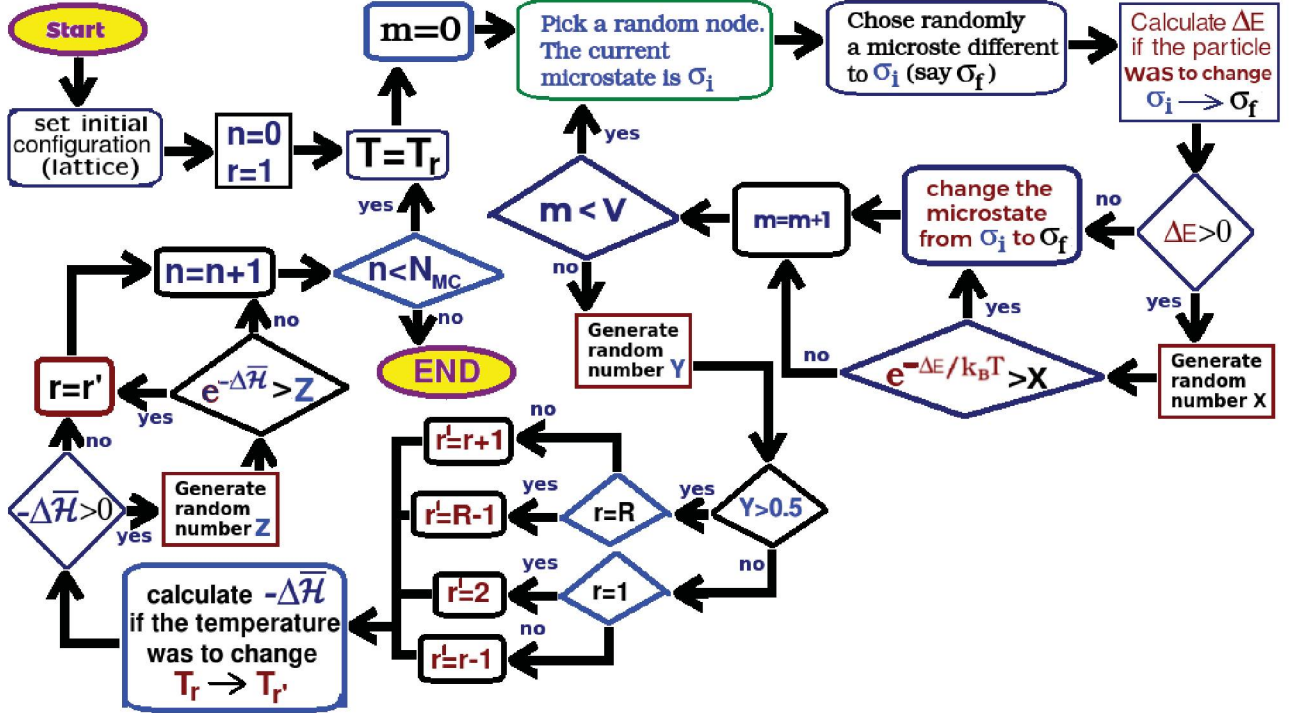 Start
set initial
configuration
(lattice)
n=0
r=1
T=Tr
m=0
Pick a random node.
The current
microstate is σi
Chose randomly
a microste different
to σi (say σf)
Calculate ΔE
if the particle
was to change
σi → σf
ΔE>0
no
yes
change the
microstate
from σi to σf
Generate
random
number X
e^-ΔE/kBT >X
yes
no
m=m+1
m<V
yes
no
Generate
random
number Y
Y>0.5
yes
no
r=R
no
yes
r=1
yes
no
r'=r+1
r'=R-1
r'=2
r'=r-1
calculate -Δℋ̅
if the temperature
was to change
Tr → Tr'
-Δℋ̅>0
no
yes
Generate
random
number Z
e^-Δℋ̅ >Z
yes
no
r=r'
n=n+1
n<NMC
yes
no
END